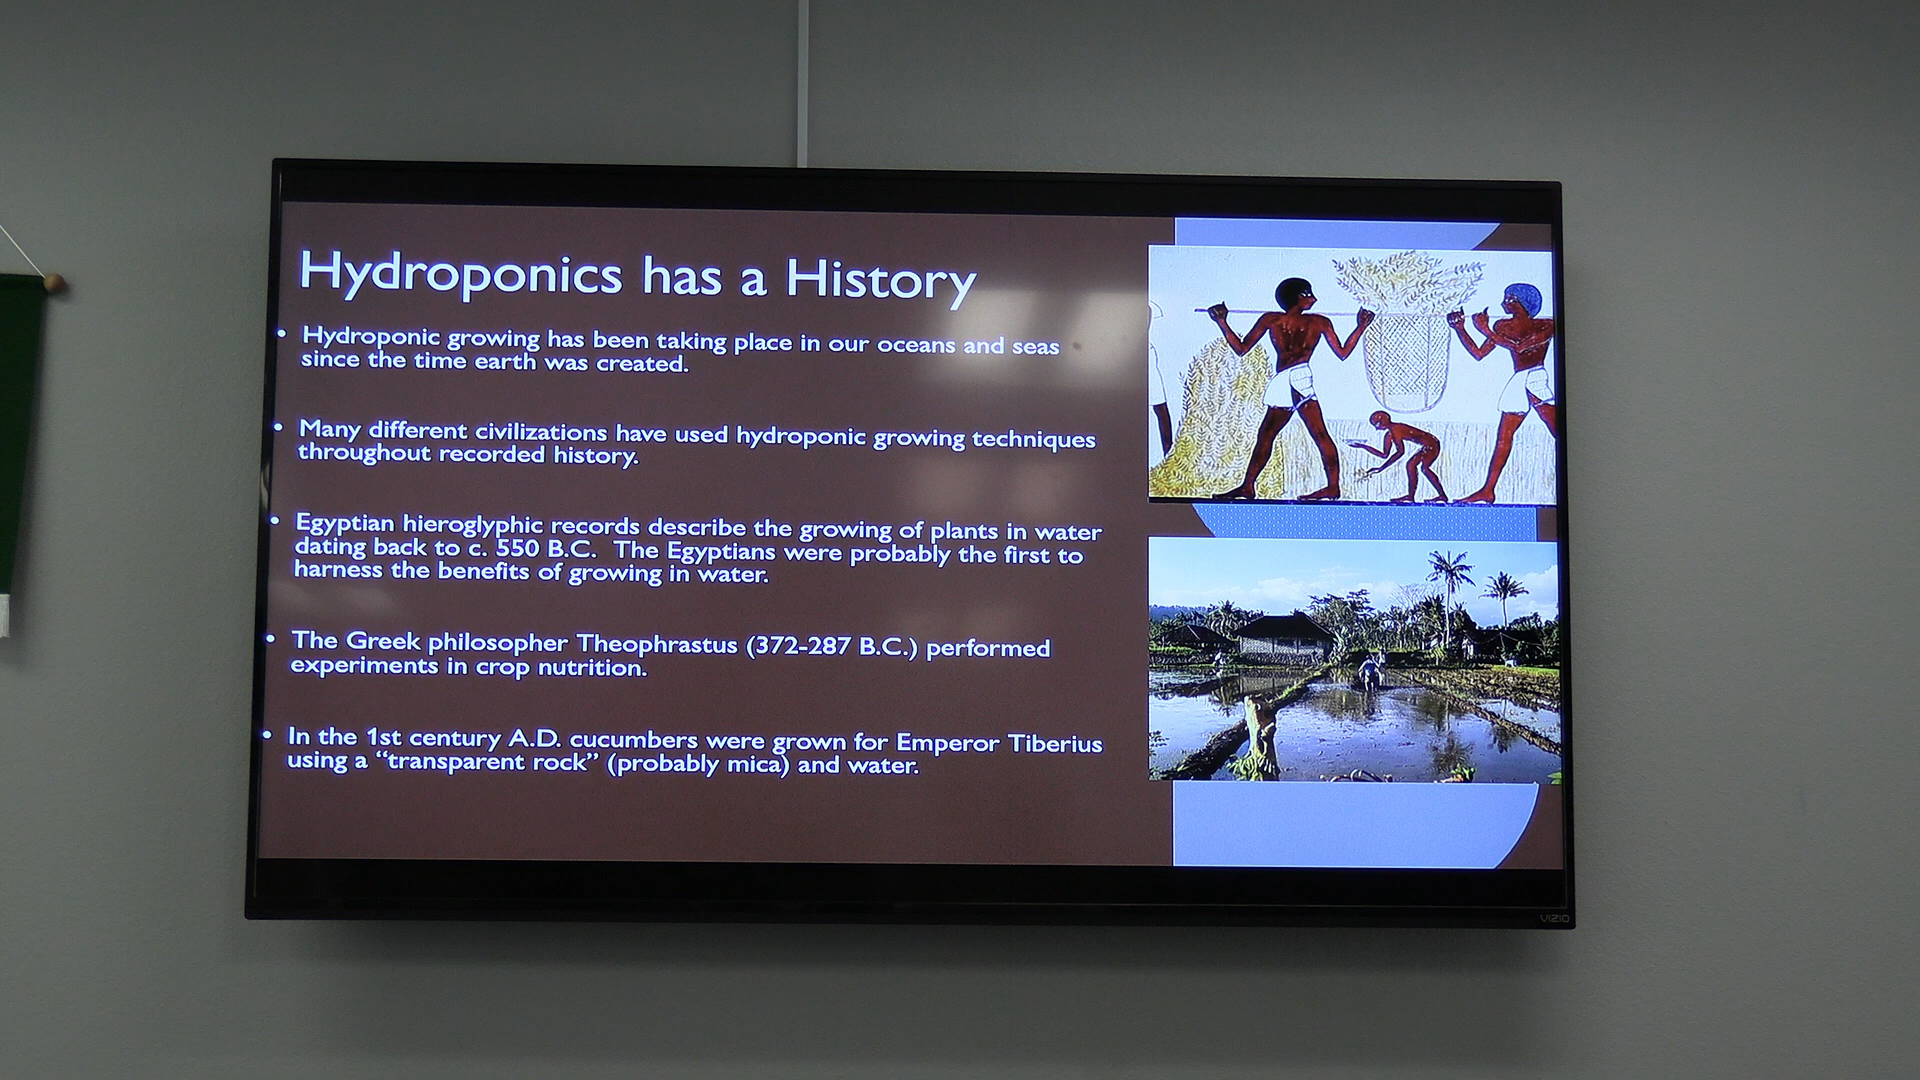 Hydroponics has a History
• Hydroponic growing has been taking place in our oceans and seas
since the time earth was created.
• Many different civilizations have used hydroponic growing techniques
throughout recorded history.
• Egyptian hieroglyphic records describe the growing of plants in water
dating back to c. 550 B.C. The Egyptians were probably the first to
harness the benefits of growing in water.
• The Greek philosopher Theophrastus (372-287 B.C.) performed
experiments in crop nutrition.
• In the 1st century A.D. cucumbers were grown for Emperor Tiberius
using a “transparent rock” (probably mica) and water.
VIZIO